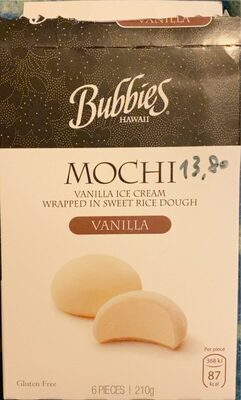 VANILLA
Bubbies
HAWAII
MOCHI 13,80
VANILLA ICE CREAM
WRAPPED IN SWEET RICE DOUGH
VANILLA
Per piece
368 kJ
87
kcal
Gluten Free
6 PIECES | 210g